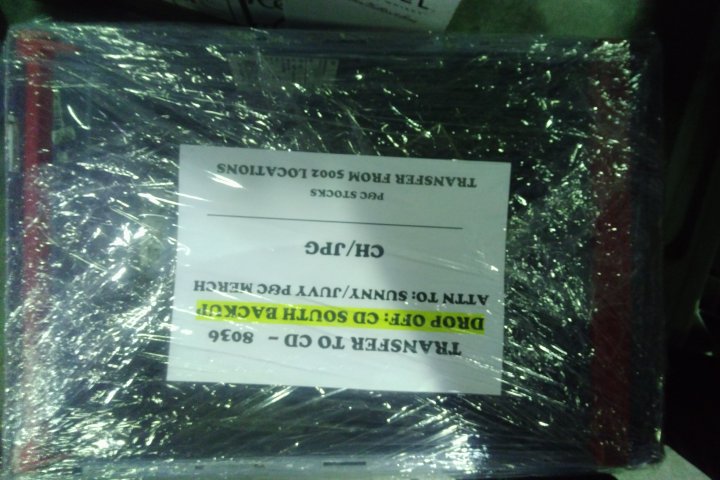 TRANSFER TO CD - 8036
DROP OFF: CD SOUTH BACKUP
ATTN TO: SUNNY/JUVY P&C MERCH
CH/JPG
P&C STOCKS
TRANSFER FROM 5002 LOCATIONS